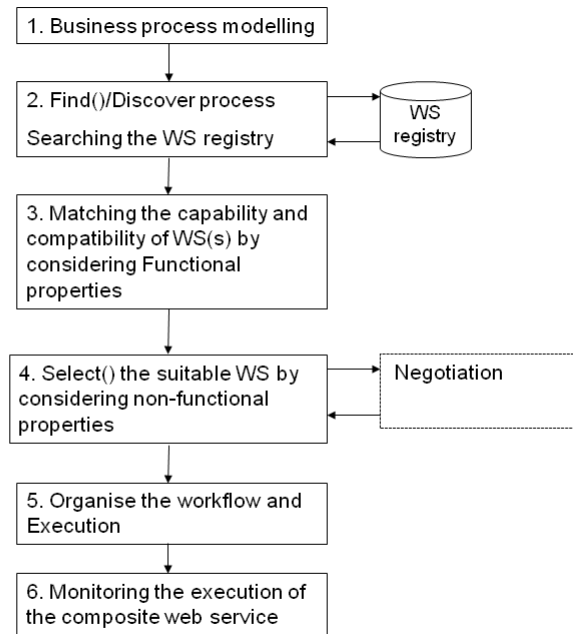 1. Business process modelling
2. Find()/Discover process
Searching the WS registry
WS
registry
3. Matching the capability and
compatibility of WS(s) by
considering Functional
properties
4. Select() the suitable WS by
considering non-functional
properties
Negotiation
5. Organise the workflow and
Execution
6. Monitoring the execution of
the composite web service